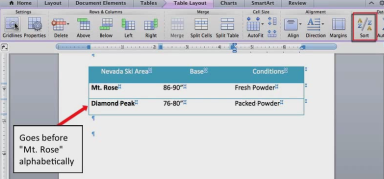 Home Layout Document Elements Tables Table Layout Charts SmartArt Review
Settings Rows & Columns Merge Cell Size Alignment
Gridlines Properties Delete Above Below Left Right Merge Split Cells Split Table AutoFit Align Direction Margins Sort
Nevada Ski Area Base Conditions
Mt. Rose 86-90" Fresh Powder
Diamond Peak 76-80" Packed Powder
Goes before
"Mt. Rose"
alphabetically